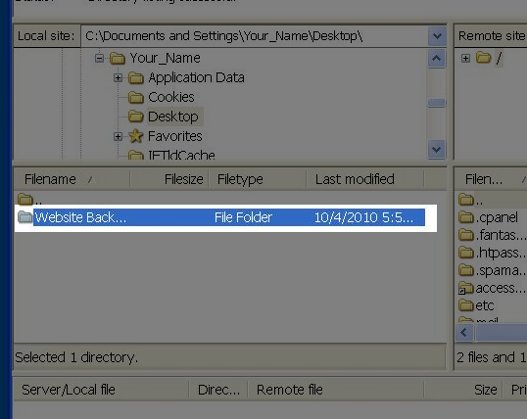 Local site: C:\Documents and Settings\Your_Name\Desktop\ Remote site
Your_Name /
Application Data
Cookies
Desktop
Favorites
IETldCache
Filename / Filesize Filetype Last modified Filen... /
.. ..
Website Back... File Folder 10/4/2010 5:5... .cpanel
.fantas...
.htpass...
.spama...
access...
etc
mail
Selected 1 directory. 2 files and 1
Server/Local file Direc... Remote file Size Pri